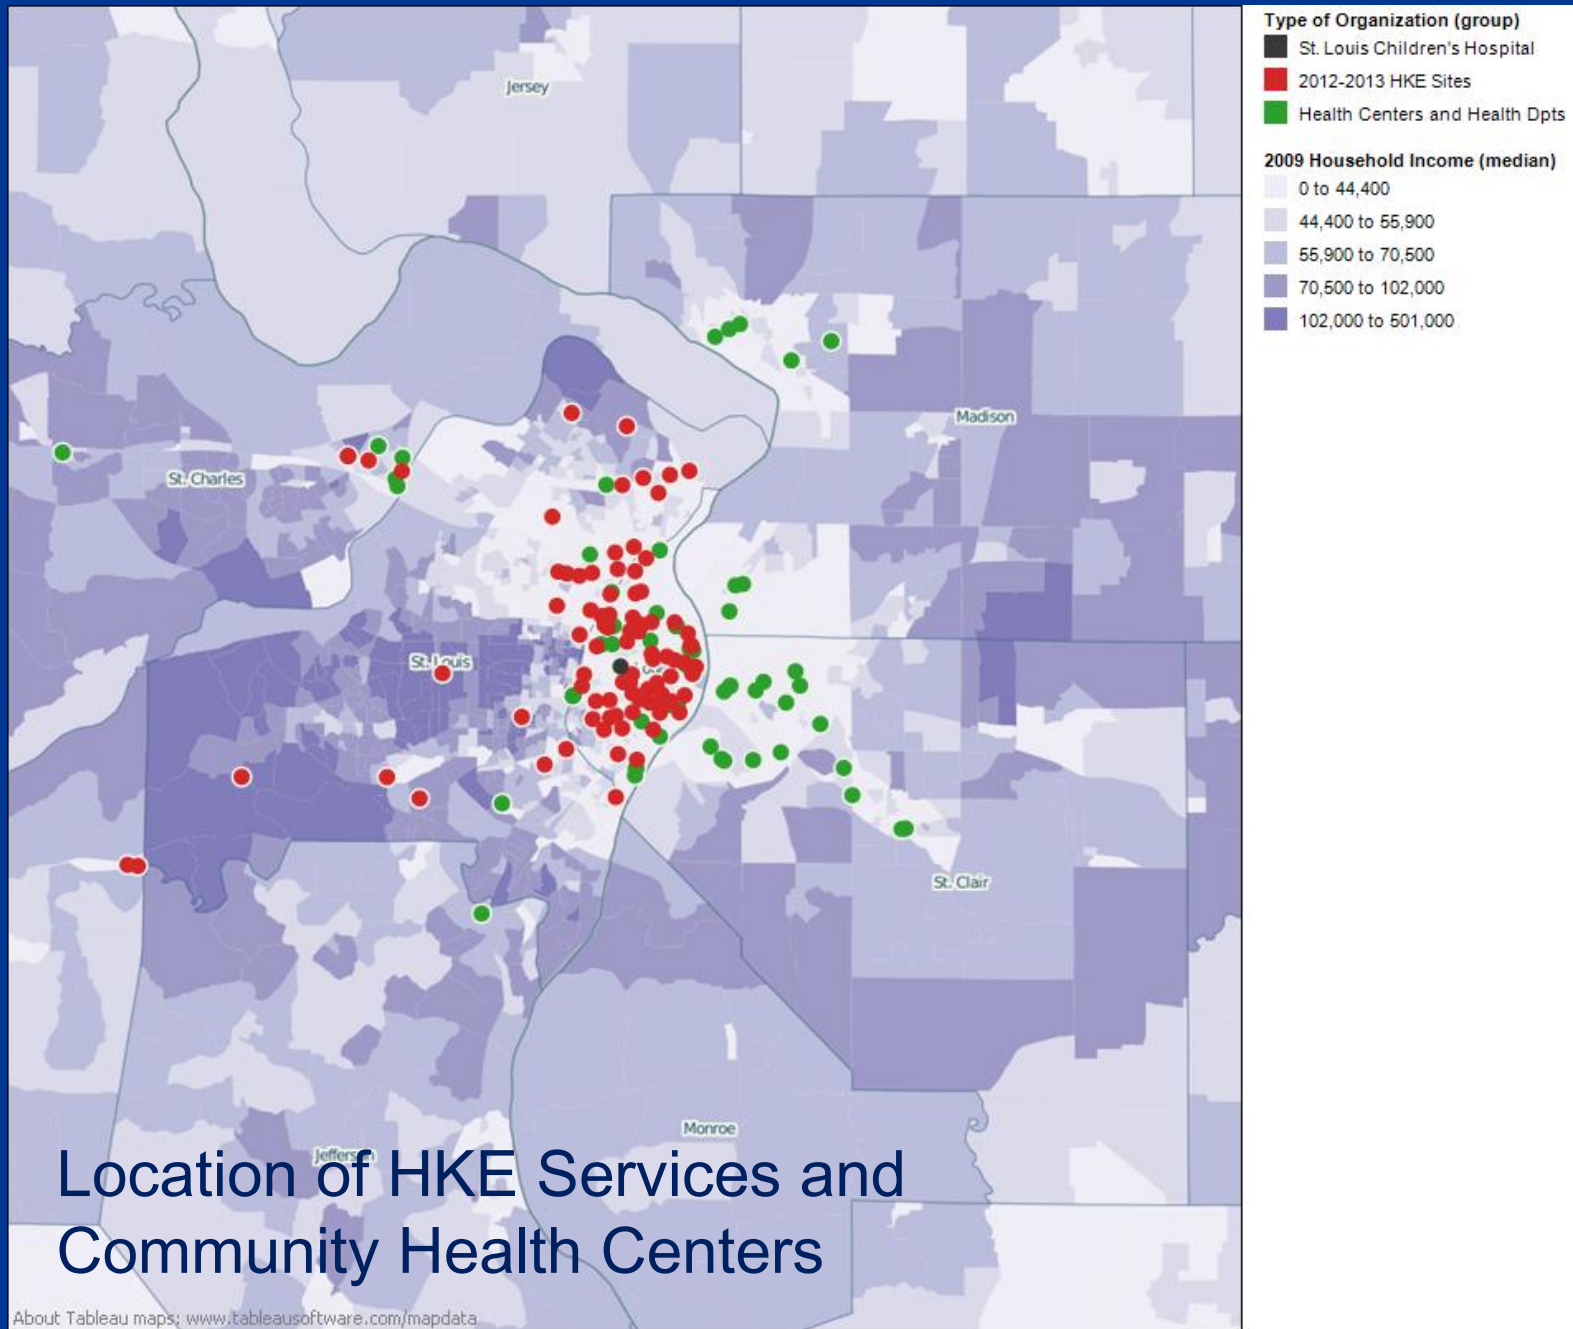 Type of Organization (group)
St. Louis Children's Hospital
2012-2013 HKE Sites
Health Centers and Health Dpts
2009 Household Income (median)
0 to 44,400
44,400 to 55,900
55,900 to 70,500
70,500 to 102,000
102,000 to 501,000
Jersey
Madison
St. Charles
St. Louis
St. Clair
Monroe
Jefferson
Location of HKE Services and
Community Health Centers
About Tableau maps: www.tableausoftware.com/mapdata